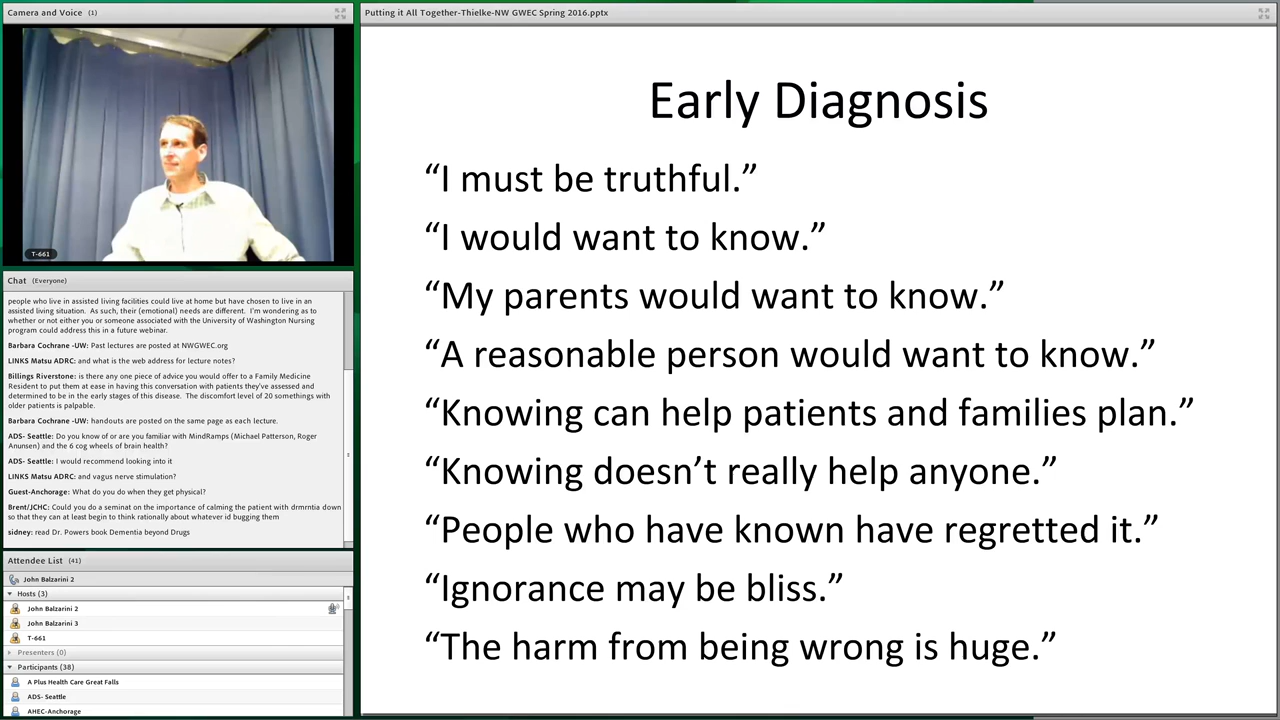 Camera and Voice (1)
T-661
Chat (Everyone)
people who live in assisted living facilities could live at home but have chosen to live in an
assisted living situation. As such, their (emotional) needs are different. I'm wondering as to
whether or not either you or someone associated with the University of Washington Nursing
program could address this in a future webinar.
Barbara Cochrane -UW: Past lectures are posted at NWGWEC.org
LINKS Matsu ADRC: and what is the web address for lecture notes?
Billings Riverstone: is there any one piece of advice you would offer to a Family Medicine
Resident to put them at ease in having this conversation with patients they've assessed and
determined to be in the early stages of this disease. The discomfort level of 20 somethings with
older patients is palpable.
Barbara Cochrane -UW: handouts are posted on the same page as each lecture.
ADS- Seattle: Do you know of or are you familiar with MindRamps (Michael Patterson, Roger
Anunsen) and the 6 cog wheels of brain health?
ADS- Seattle: I would recommend looking into it
LINKS Matsu ADRC: and vagus nerve stimulation?
Guest-Anchorage: What do you do when they get physical?
Brent/JCHC: Could you do a seminat on the importance of calming the patient with drmrntia down
so that they can at least begin to think rationally about whatever id bugging them
sidney: read Dr. Powers book Dementia beyond Drugs
Attendee List (41)
John Balzarini 2
Hosts (3)
John Balzarini 2
John Balzarini 3
T-661
Presenters (0)
Participants (38)
A Plus Health Care Great Falls
ADS- Seattle
AHEC-Anchorage
Putting it All Together-Thielke-NW GWEC Spring 2016.pptx
Early Diagnosis
“I must be truthful.”
“I would want to know.”
“My parents would want to know.”
“A reasonable person would want to know.”
“Knowing can help patients and families plan.”
“Knowing doesn’t really help anyone.”
“People who have known have regretted it.”
“Ignorance may be bliss.”
“The harm from being wrong is huge.”